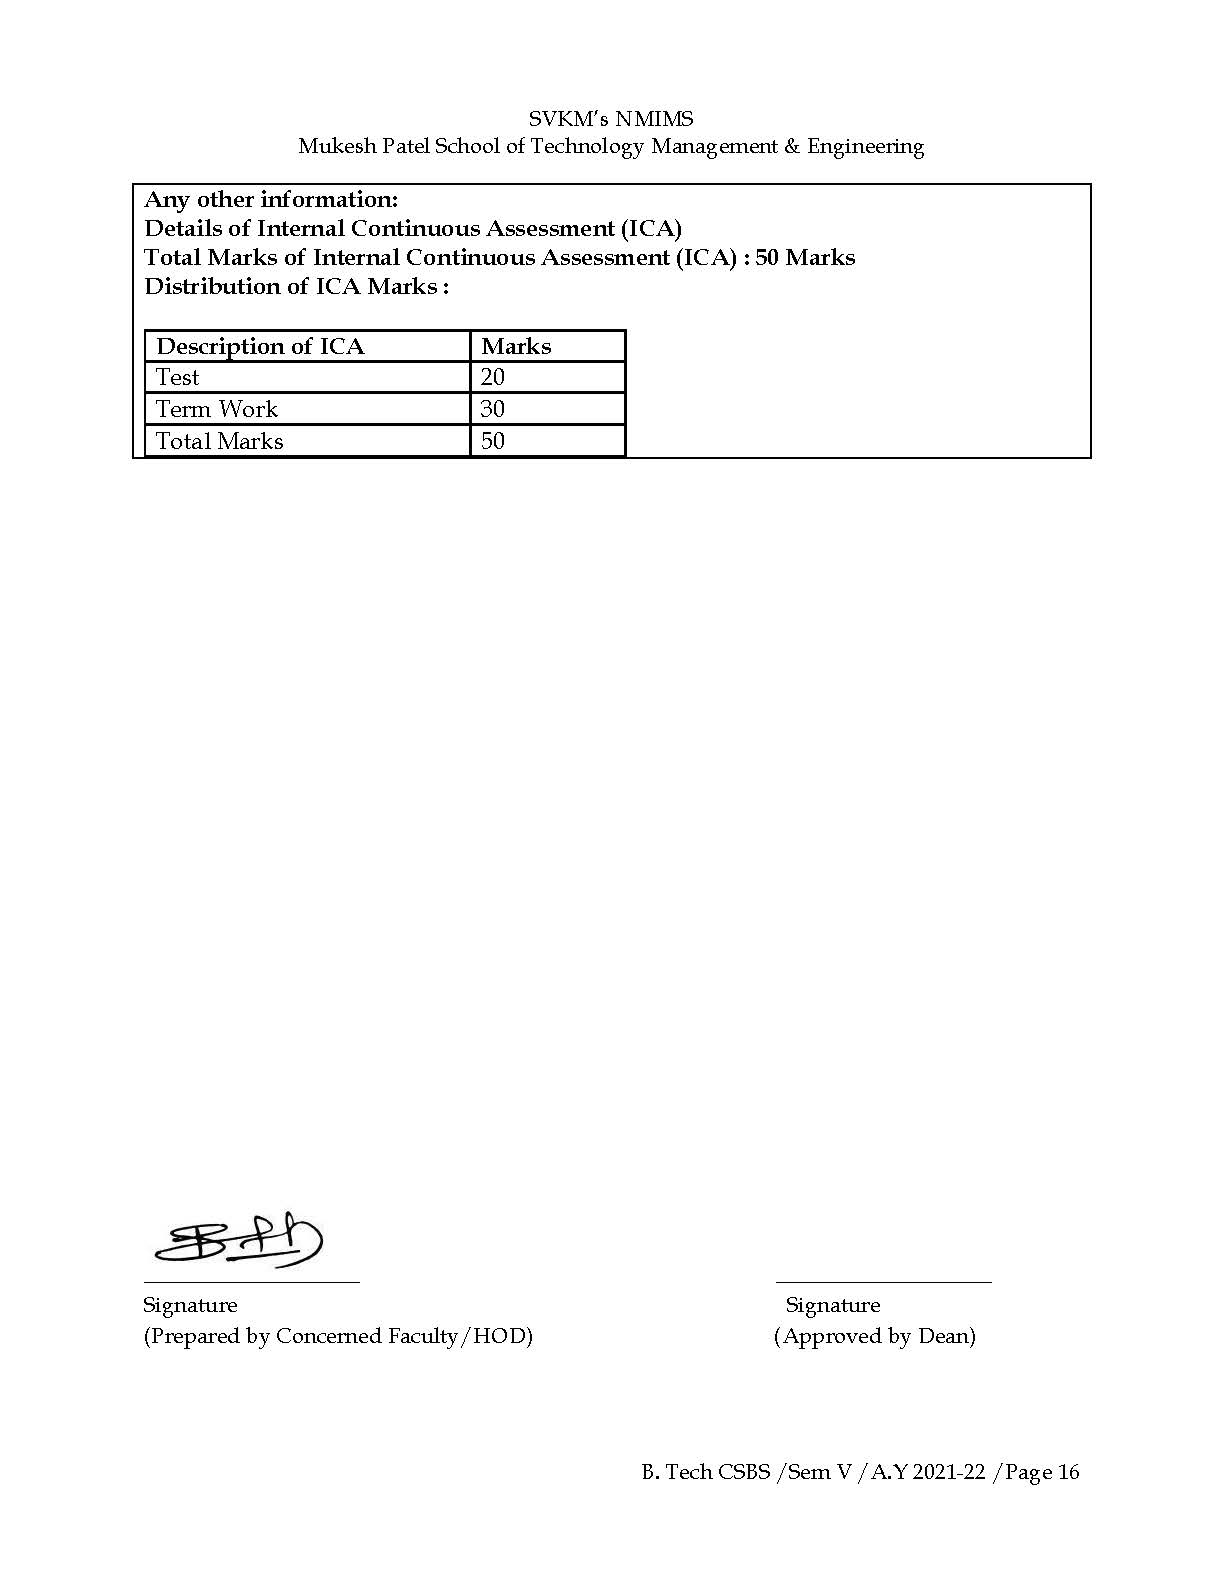 SVKM's NMIMS
Mukesh Patel School of Technology Management & Engineering
Any other information:
Details of Internal Continuous Assessment (ICA)
Total Marks of Internal Continuous Assessment (ICA) : 50 Marks
Distribution of ICA Marks :
Description of ICA Marks
Test 20
Term Work 30
Total Marks 50
Signature Signature
(Prepared by Concerned Faculty/HOD) (Approved by Dean)
B. Tech CSBS /Sem V /A.Y 2021-22 /Page 16